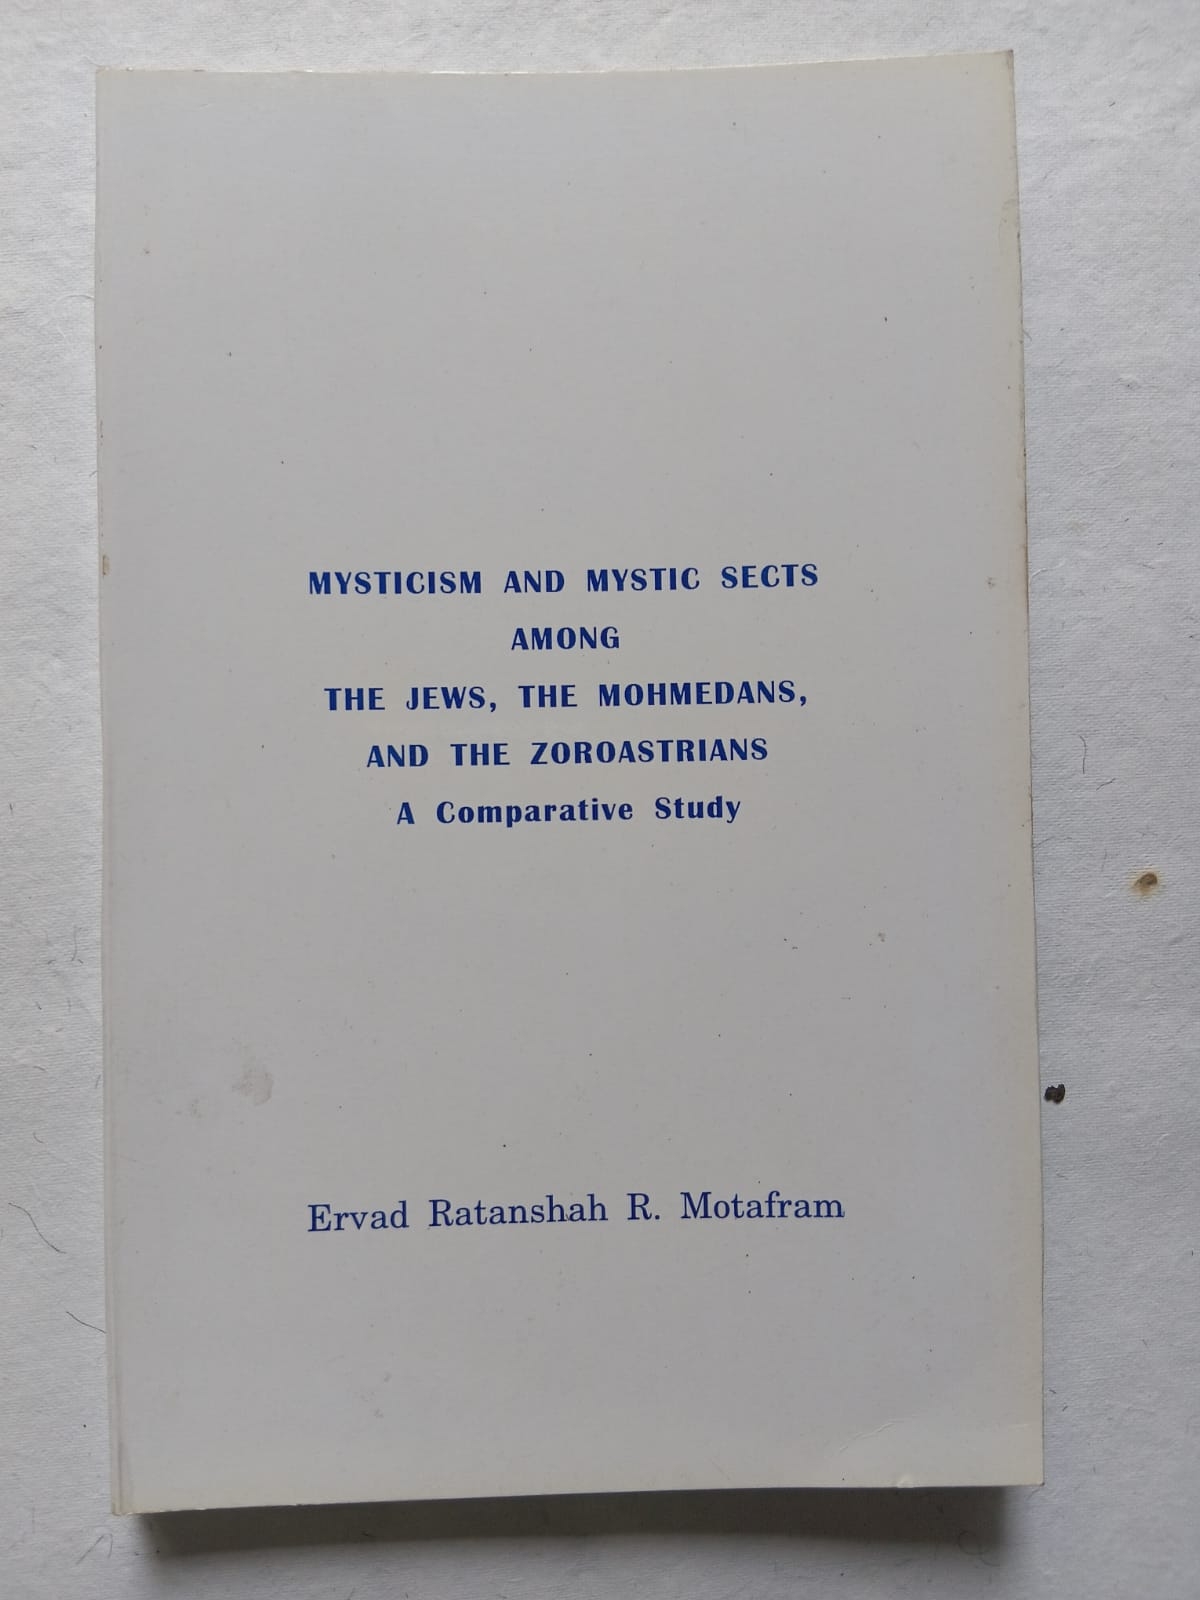 MYSTICISM AND MYSTIC SECTS
AMONG
THE JEWS, THE MOHMEDANS,
AND THE ZOROASTRIANS
A Comparative Study
Ervad Ratanshah R. Motafram